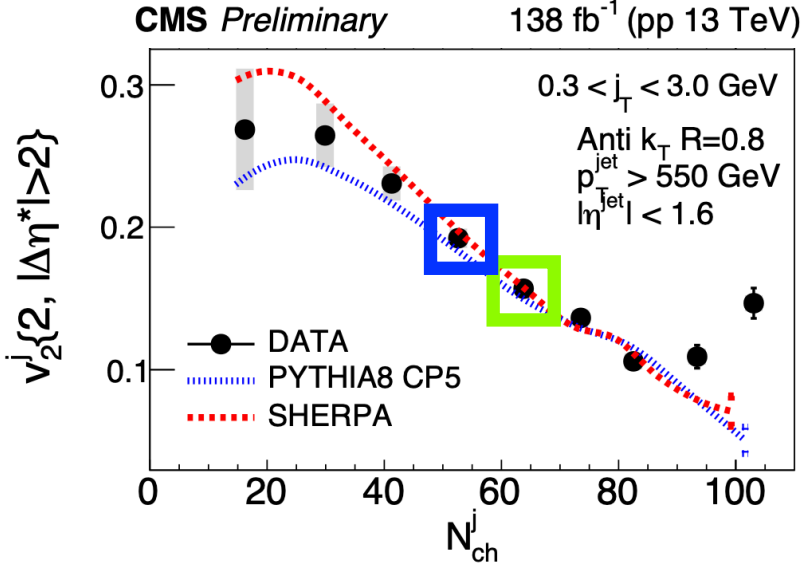 CMS Preliminary 138 fb⁻¹ (pp 13 TeV)
0.3 < j_T < 3.0 GeV
Anti k_T R=0.8
p_T^jet > 550 GeV
|η^jet| < 1.6
v_2^j{2, |Δη*|>2}
0.3
0.2
0.1
DATA
PYTHIA8 CP5
SHERPA
0 20 40 60 80 100
N_ch^j